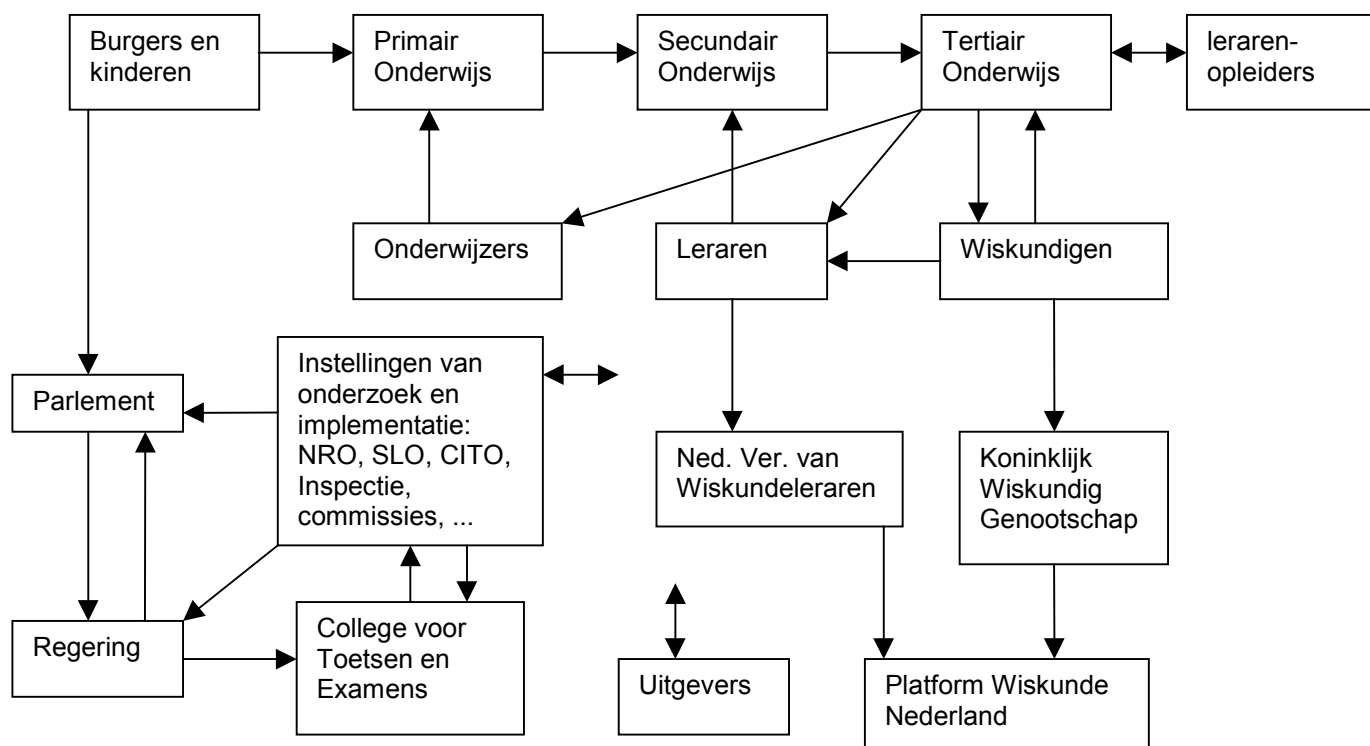 Burgers en
kinderen
Primair
Onderwijs
Secundair
Onderwijs
Tertiair
Onderwijs
leraren-
opleiders
Onderwijzers
Leraren
Wiskundigen
Parlement
Instellingen van
onderzoek en
implementatie:
NRO, SLO, CITO,
Inspectie,
commissies, ...
Ned. Ver. van
Wiskundeleraren
Koninklijk
Wiskundig
Genootschap
Regering
College voor
Toetsen en
Examens
Uitgevers
Platform Wiskunde
Nederland